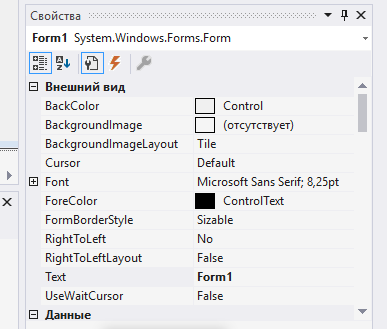 Свойства
Form1 System.Windows.Forms.Form
Внешний вид
BackColor Control
BackgroundImage (отсутствует)
BackgroundImageLayout Tile
Cursor Default
Font Microsoft Sans Serif; 8,25pt
ForeColor ControlText
FormBorderStyle Sizable
RightToLeft No
RightToLeftLayout False
Text Form1
UseWaitCursor False
Данные